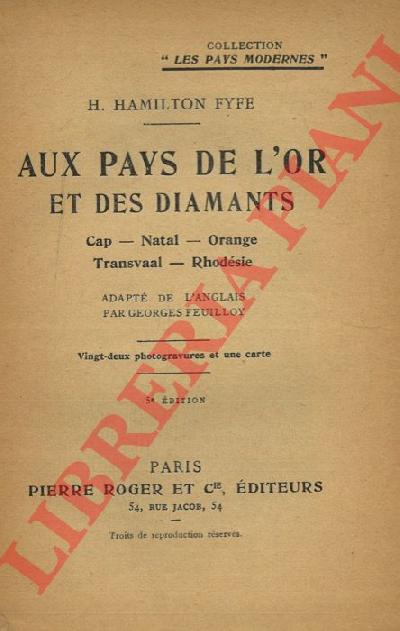 COLLECTION
" LES PAYS MODERNES "
H. HAMILTON FYFE
AUX PAYS DE L'OR
ET DES DIAMANTS
Cap — Natal — Orange
Transvaal — Rhodésie
ADAPTÉ DE L'ANGLAIS
PAR GEORGES FEUILLOY
Vingt-deux photogravures et une carte
5e ÉDITION
PARIS
PIERRE ROGER ET Cie, ÉDITEURS
54, RUE JACOB, 54
Troits de reproduction réservés.
LIBRERIA PIANI